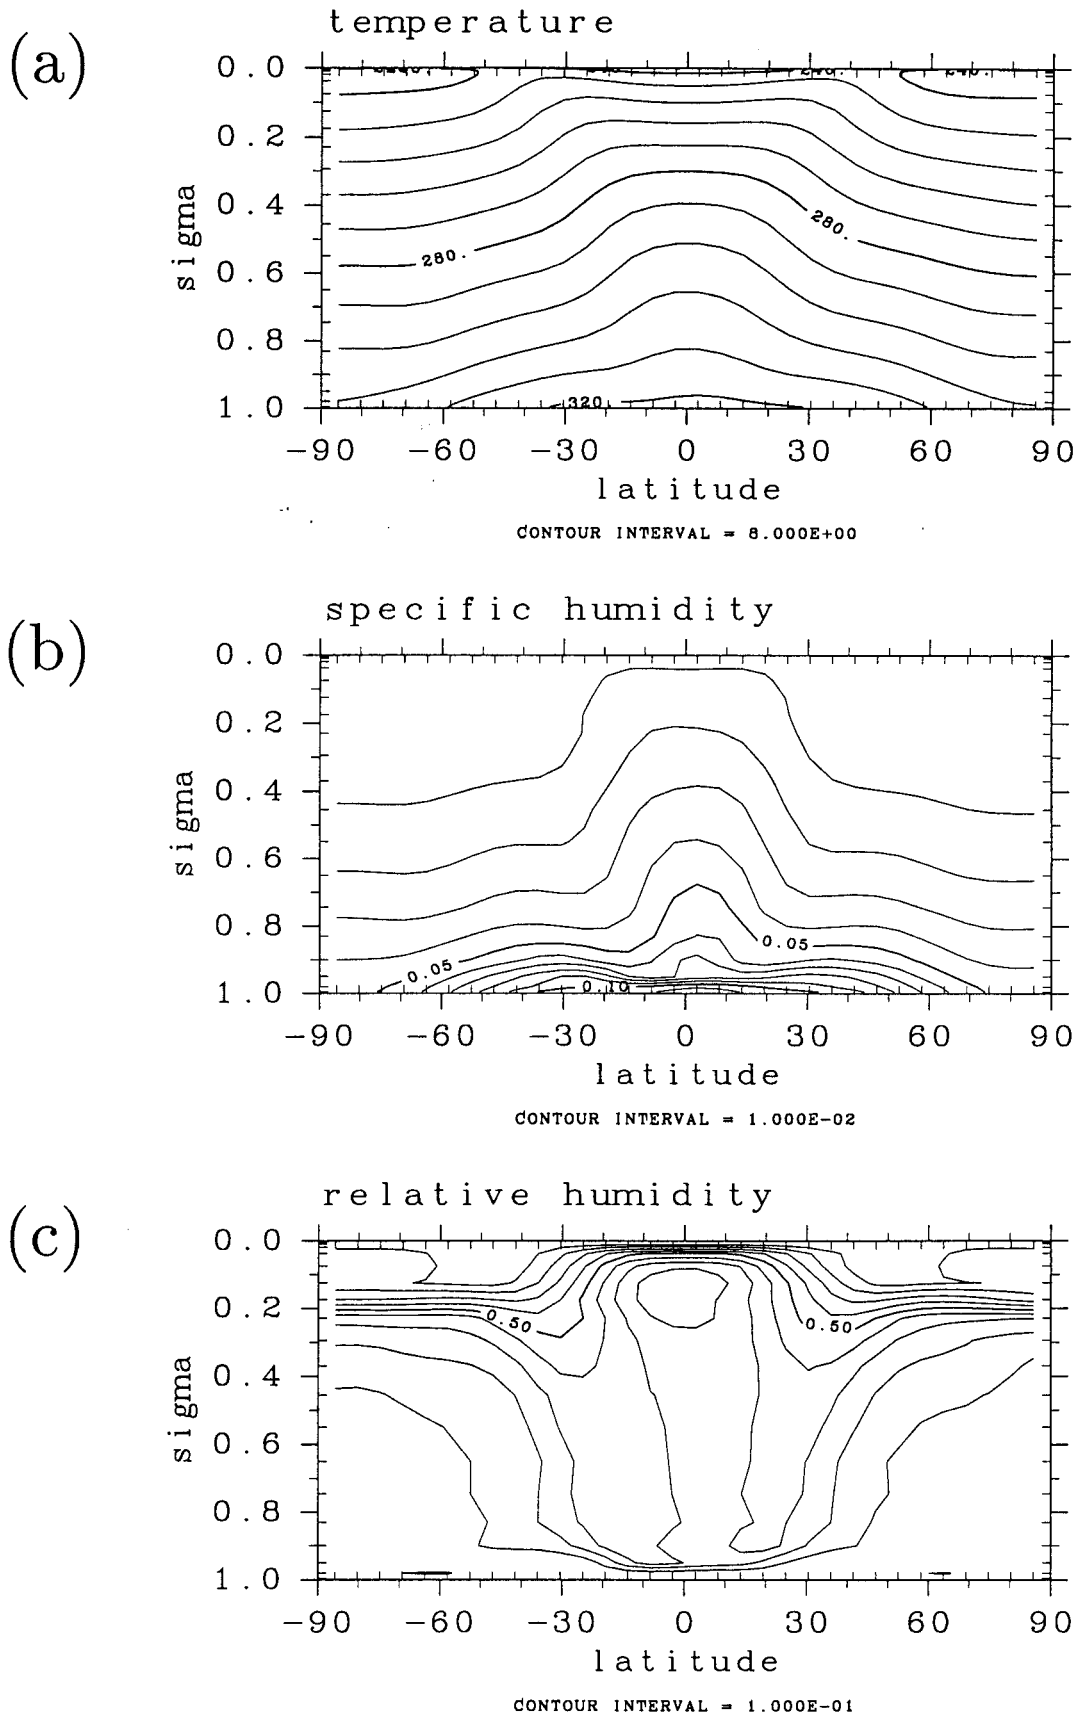 (a)
temperature
240.
0.0
0.2
0.4
0.6
0.8
1.0
sigma
280.
280.
320.
-90 -60 -30 0 30 60 90
latitude
CONTOUR INTERVAL = 8.000E+00
(b)
specific humidity
0.0
0.2
0.4
0.6
0.8
1.0
sigma
0.05
0.05
0.10
-90 -60 -30 0 30 60 90
latitude
CONTOUR INTERVAL = 1.000E-02
(c)
relative humidity
0.0
0.2
0.4
0.6
0.8
1.0
sigma
0.50
0.50
-90 -60 -30 0 30 60 90
latitude
CONTOUR INTERVAL = 1.000E-01